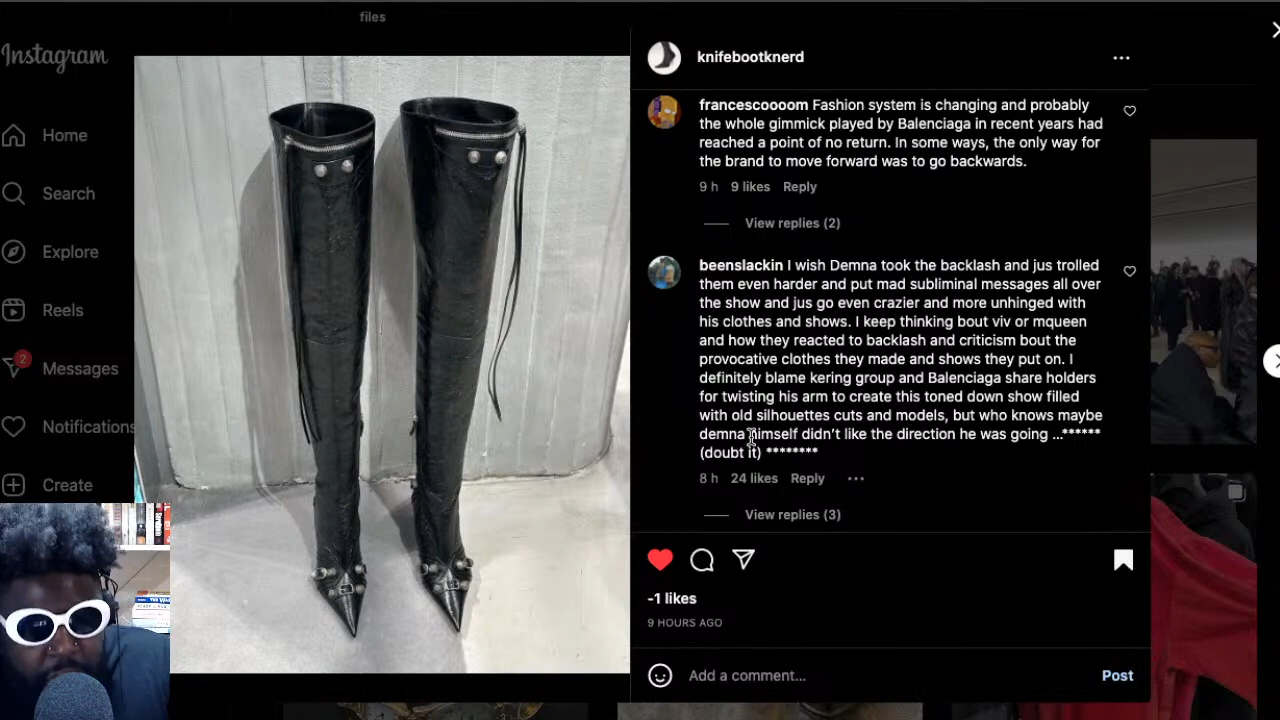 files
Instagram
Home
Search
Explore
Reels
2
Messages
Notifications
Create
knifebootknerd
francescoooom Fashion system is changing and probably
the whole gimmick played by Balenciaga in recent years had
reached a point of no return. In some ways, the only way for
the brand to move forward was to go backwards.
9 h 9 likes Reply
View replies (2)
beenslackin I wish Demna took the backlash and jus trolled
them even harder and put mad subliminal messages all over
the show and jus go even crazier and more unhinged with
his clothes and shows. I keep thinking bout viv or mqueen
and how they reacted to backlash and criticism bout the
provocative clothes they made and shows they put on. I
definitely blame kering group and Balenciaga share holders
for twisting his arm to create this toned down show filled
with old silhouettes cuts and models, but who knows maybe
demna himself didn't like the direction he was going ...******
(doubt it) ********
8 h 24 likes Reply
View replies (3)
-1 likes
9 HOURS AGO
Add a comment...
Post